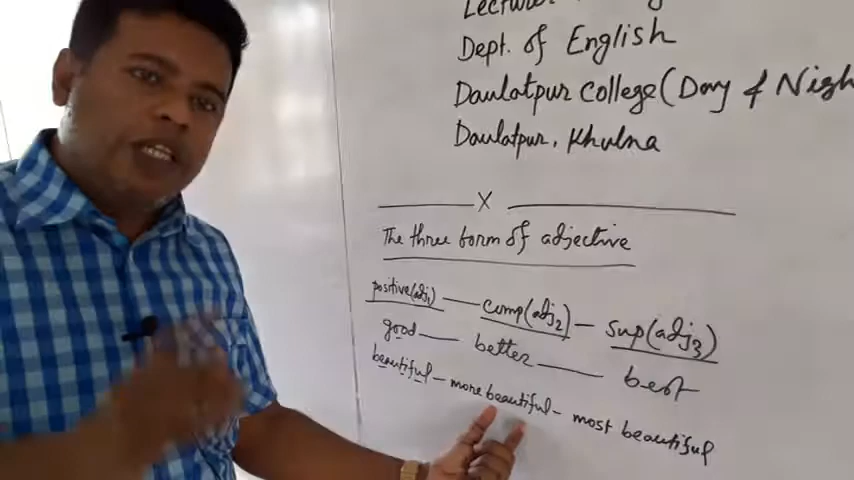 Lecturer
Dept. of English
Daulatpur College (Day & Nigh
Daulatpur, Khulna
X
The three form of adjective
positive(adj1) — comp(adj2) — sup(adj3)
good — better — best
beautiful — more beautiful — most beautiful